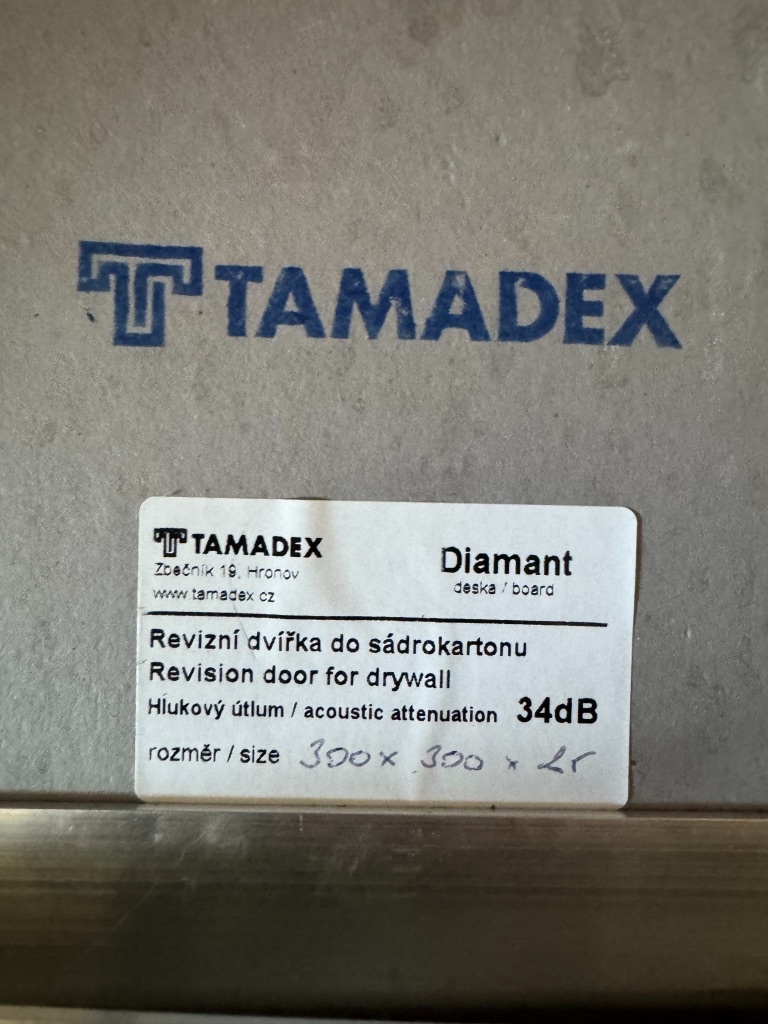 TAMADEX
TAMADEX
Diamant
Zbečník 19, Hronov
deska / board
www.tamadex.cz
Revizní dvířka do sádrokartonu
Revision door for drywall
Hlukový útlum / acoustic attenuation 34dB
rozměr / size 300 x 300 x